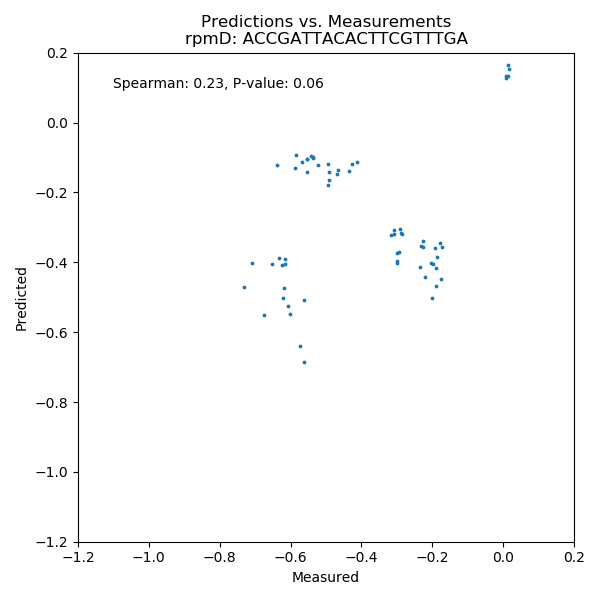 Predictions vs. Measurements
rpmD: ACCGATTACACTTCGTTTGA
Spearman: 0.23, P-value: 0.06
0.2
0.0
−0.2
−0.4
−0.6
−0.8
−1.0
−1.2
Predicted
−1.2 −1.0 −0.8 −0.6 −0.4 −0.2 0.0 0.2
Measured